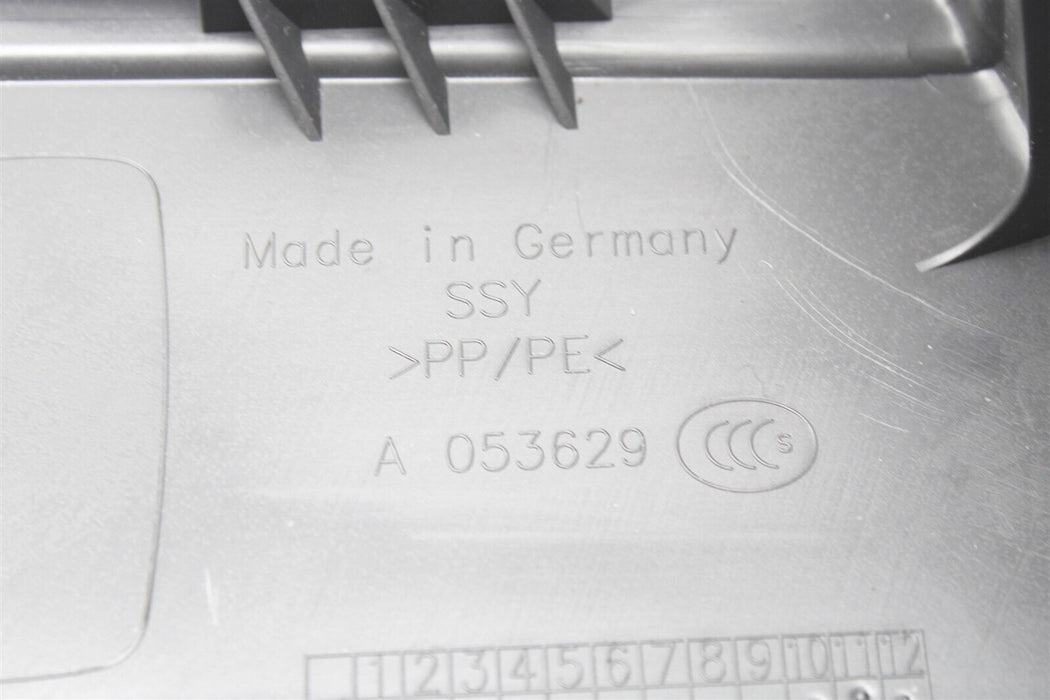 Made in Germany
SSY
>PP/PE<
A 053629 CCC S
1 2 3 4 5 6 7 8 9 10 11 12